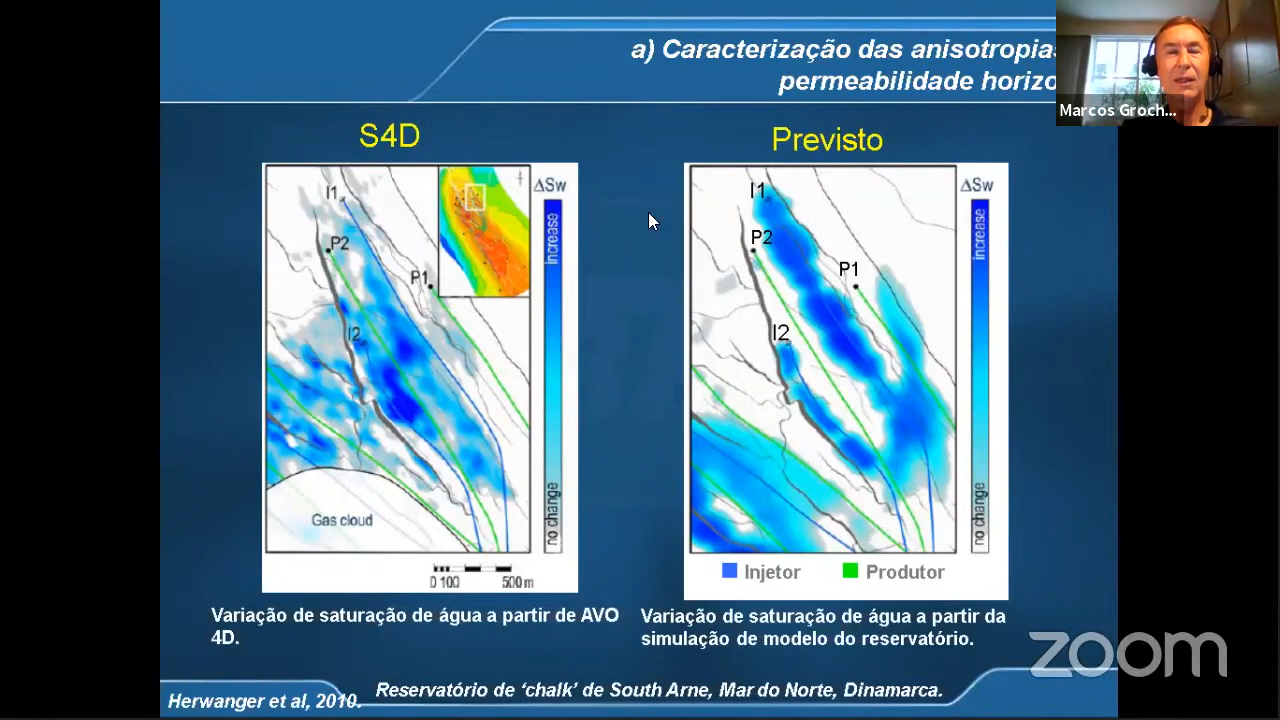 a) Caracterização das anisotropias
permeabilidade horizo
Marcos Groch...
S4D
Previsto
I1
P2
P1
I2
Gas cloud
ΔSw
increase
no change
0 100 500 m
I1
P2
P1
I2
ΔSw
increase
no change
Injetor Produtor
Variação de saturação de água a partir de AVO
4D.
Variação de saturação de água a partir da
simulação de modelo do reservatório.
zoom
Reservatório de ‘chalk’ de South Arne, Mar do Norte, Dinamarca.
Herwanger et al, 2010.